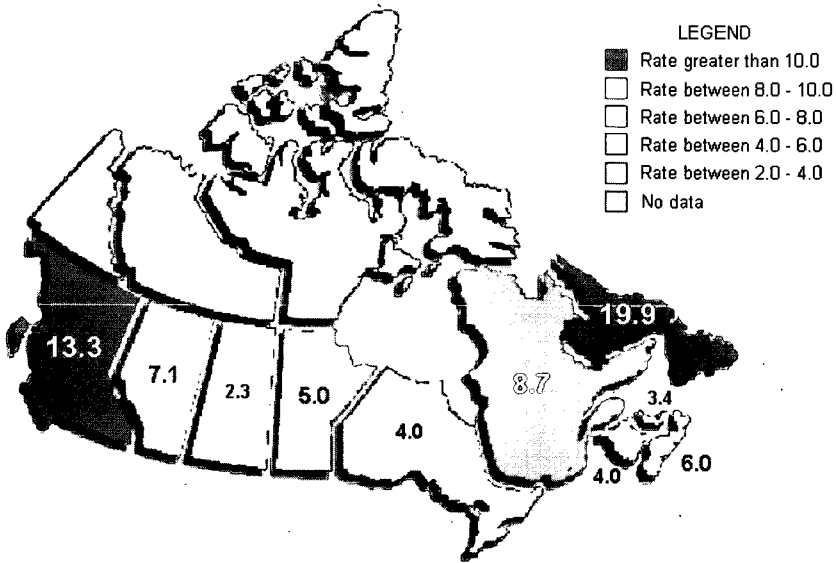 LEGEND
Rate greater than 10.0
Rate between 8.0 - 10.0
Rate between 6.0 - 8.0
Rate between 4.0 - 6.0
Rate between 2.0 - 4.0
No data
19.9
13.3
7.1
2.3
5.0
8.7
3.4
4.0
4.0
6.0